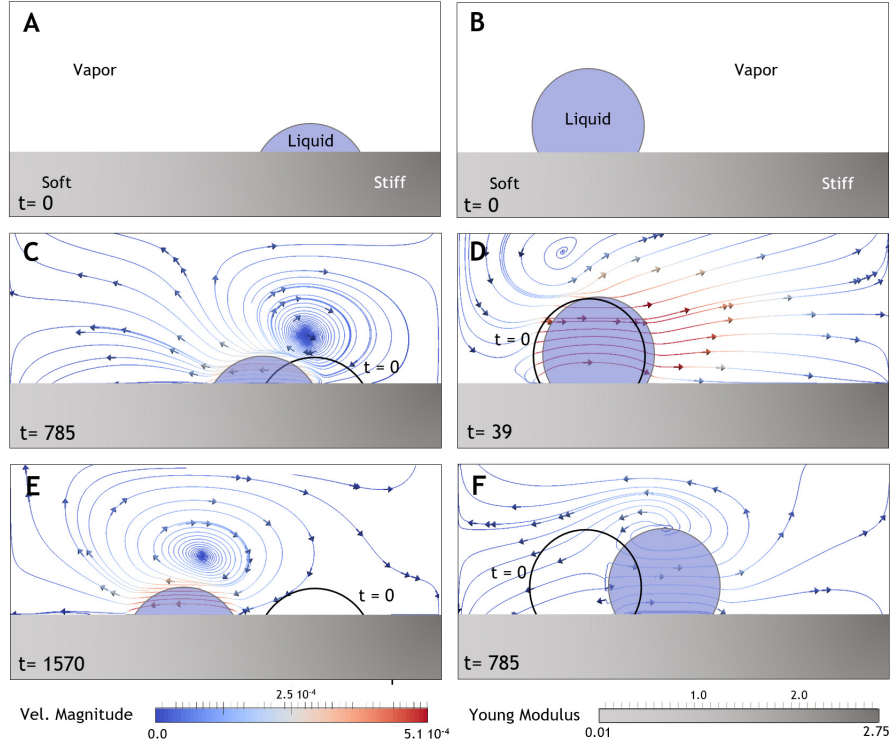 A
Vapor
Liquid
Soft
Stiff
t= 0
B
Vapor
Liquid
Soft
Stiff
t= 0
C
t = 0
t= 785
D
t = 0
t= 39
E
t = 0
t= 1570
F
t = 0
t= 785
Vel. Magnitude
2.5 10⁻⁴
0.0
5.1 10⁻⁴
Young Modulus
1.0
2.0
0.01
2.75